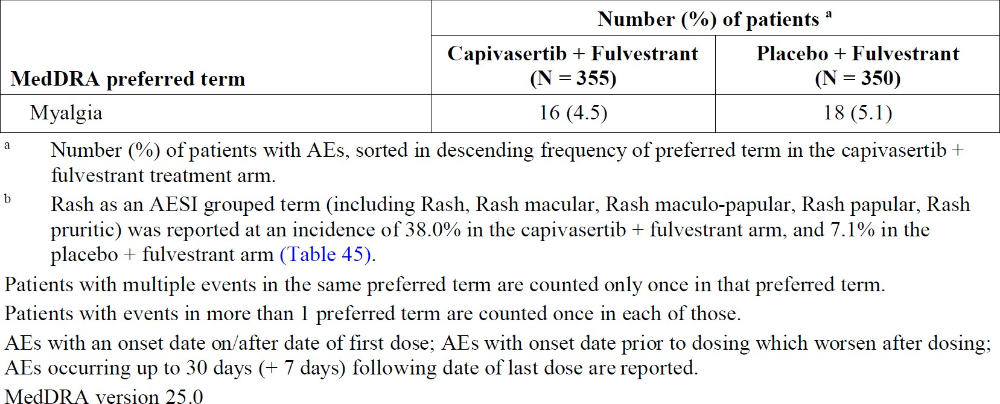 Number (%) of patients a
MedDRA preferred term
Capivasertib + Fulvestrant
(N = 355)
Placebo + Fulvestrant
(N = 350)
Myalgia
16 (4.5)
18 (5.1)
a Number (%) of patients with AEs, sorted in descending frequency of preferred term in the capivasertib +
fulvestrant treatment arm.
b Rash as an AESI grouped term (including Rash, Rash macular, Rash maculo-papular, Rash papular, Rash
pruritic) was reported at an incidence of 38.0% in the capivasertib + fulvestrant arm, and 7.1% in the
placebo + fulvestrant arm (Table 45).
Patients with multiple events in the same preferred term are counted only once in that preferred term.
Patients with events in more than 1 preferred term are counted once in each of those.
AEs with an onset date on/after date of first dose; AEs with onset date prior to dosing which worsen after dosing;
AEs occurring up to 30 days (+ 7 days) following date of last dose are reported.
MedDRA version 25.0